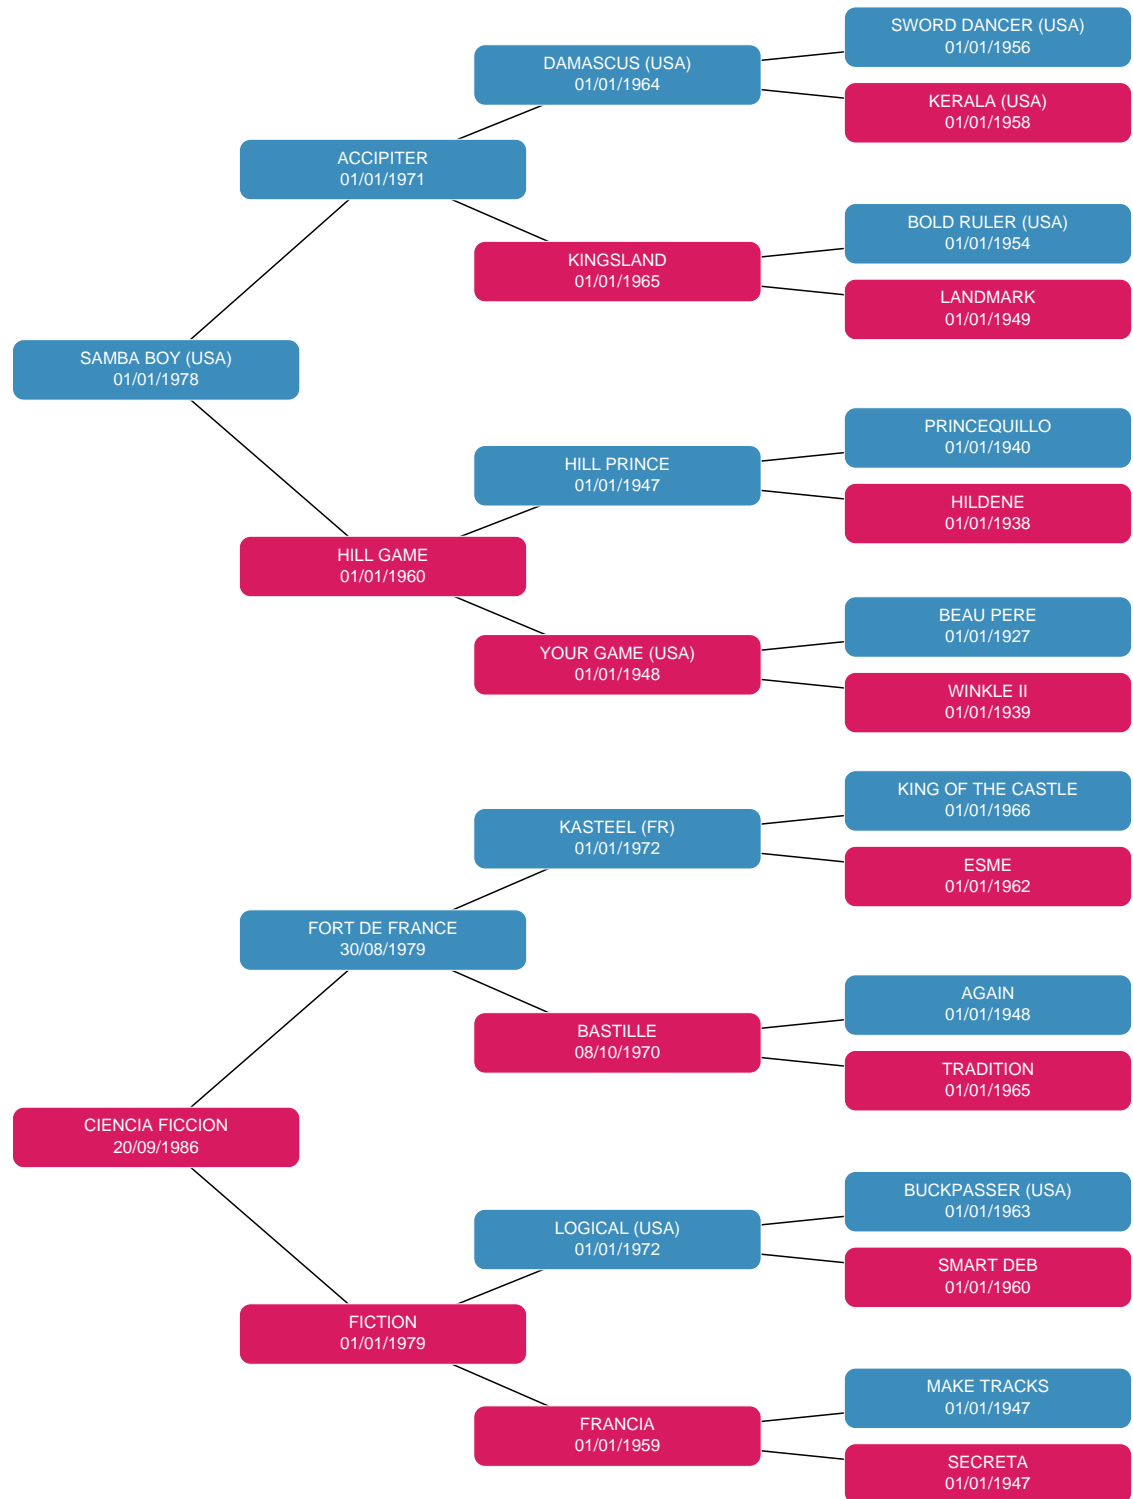 SWORD DANCER (USA)
01/01/1956
DAMASCUS (USA)
01/01/1964
KERALA (USA)
01/01/1958
ACCIPITER
01/01/1971
BOLD RULER (USA)
01/01/1954
KINGSLAND
01/01/1965
LANDMARK
01/01/1949
SAMBA BOY (USA)
01/01/1978
PRINCEQUILLO
01/01/1940
HILL PRINCE
01/01/1947
HILDENE
01/01/1938
HILL GAME
01/01/1960
BEAU PERE
01/01/1927
YOUR GAME (USA)
01/01/1948
WINKLE II
01/01/1939
KING OF THE CASTLE
01/01/1966
KASTEEL (FR)
01/01/1972
ESME
01/01/1962
FORT DE FRANCE
30/08/1979
AGAIN
01/01/1948
BASTILLE
08/10/1970
TRADITION
01/01/1965
CIENCIA FICCION
20/09/1986
BUCKPASSER (USA)
01/01/1963
LOGICAL (USA)
01/01/1972
SMART DEB
01/01/1960
FICTION
01/01/1979
MAKE TRACKS
01/01/1947
FRANCIA
01/01/1959
SECRETA
01/01/1947